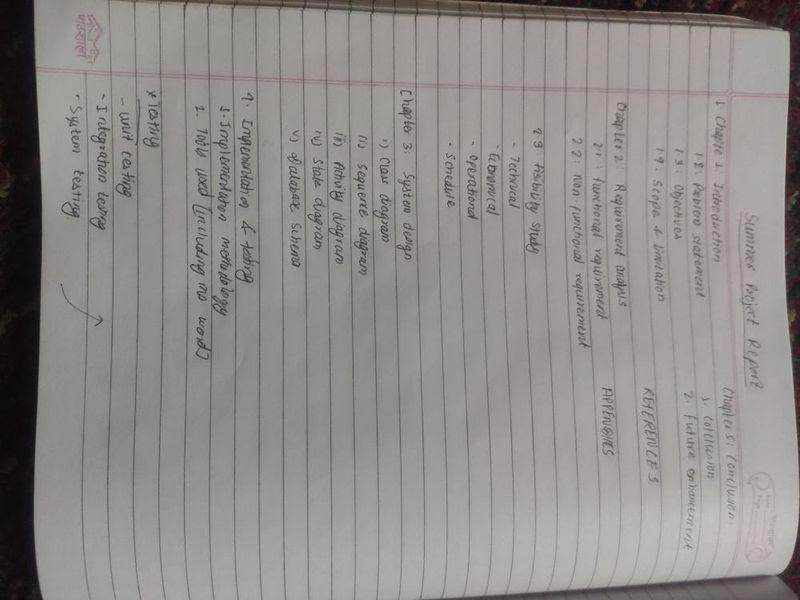 Summer Project Report
1. Chapter 1: Introduction
1.2: Problem statement
1.3: Objectives
1.4: Scope & limitation
Chapter 2: Requirement analysis
2.1: functional requirement
2.2: Non-functional requirement
2.3 Fisibility study
- Technical
- Economical
- Operational
- Schedule
Chapter 3: System design
i) Class diagram
ii) Sequence diagram
iii) Activity diagram
iv) State diagram
v) Database Schema
4. Implementation & testing
1. Implementation methodology
2. Tools used [including ms word]
* Testing
- unit testing
- Integration testing
- System testing
Chapter 5: Conclusion
1. Colclusion
2. Future enhancement
REFERENCES
APPENDICES
पाठशाला